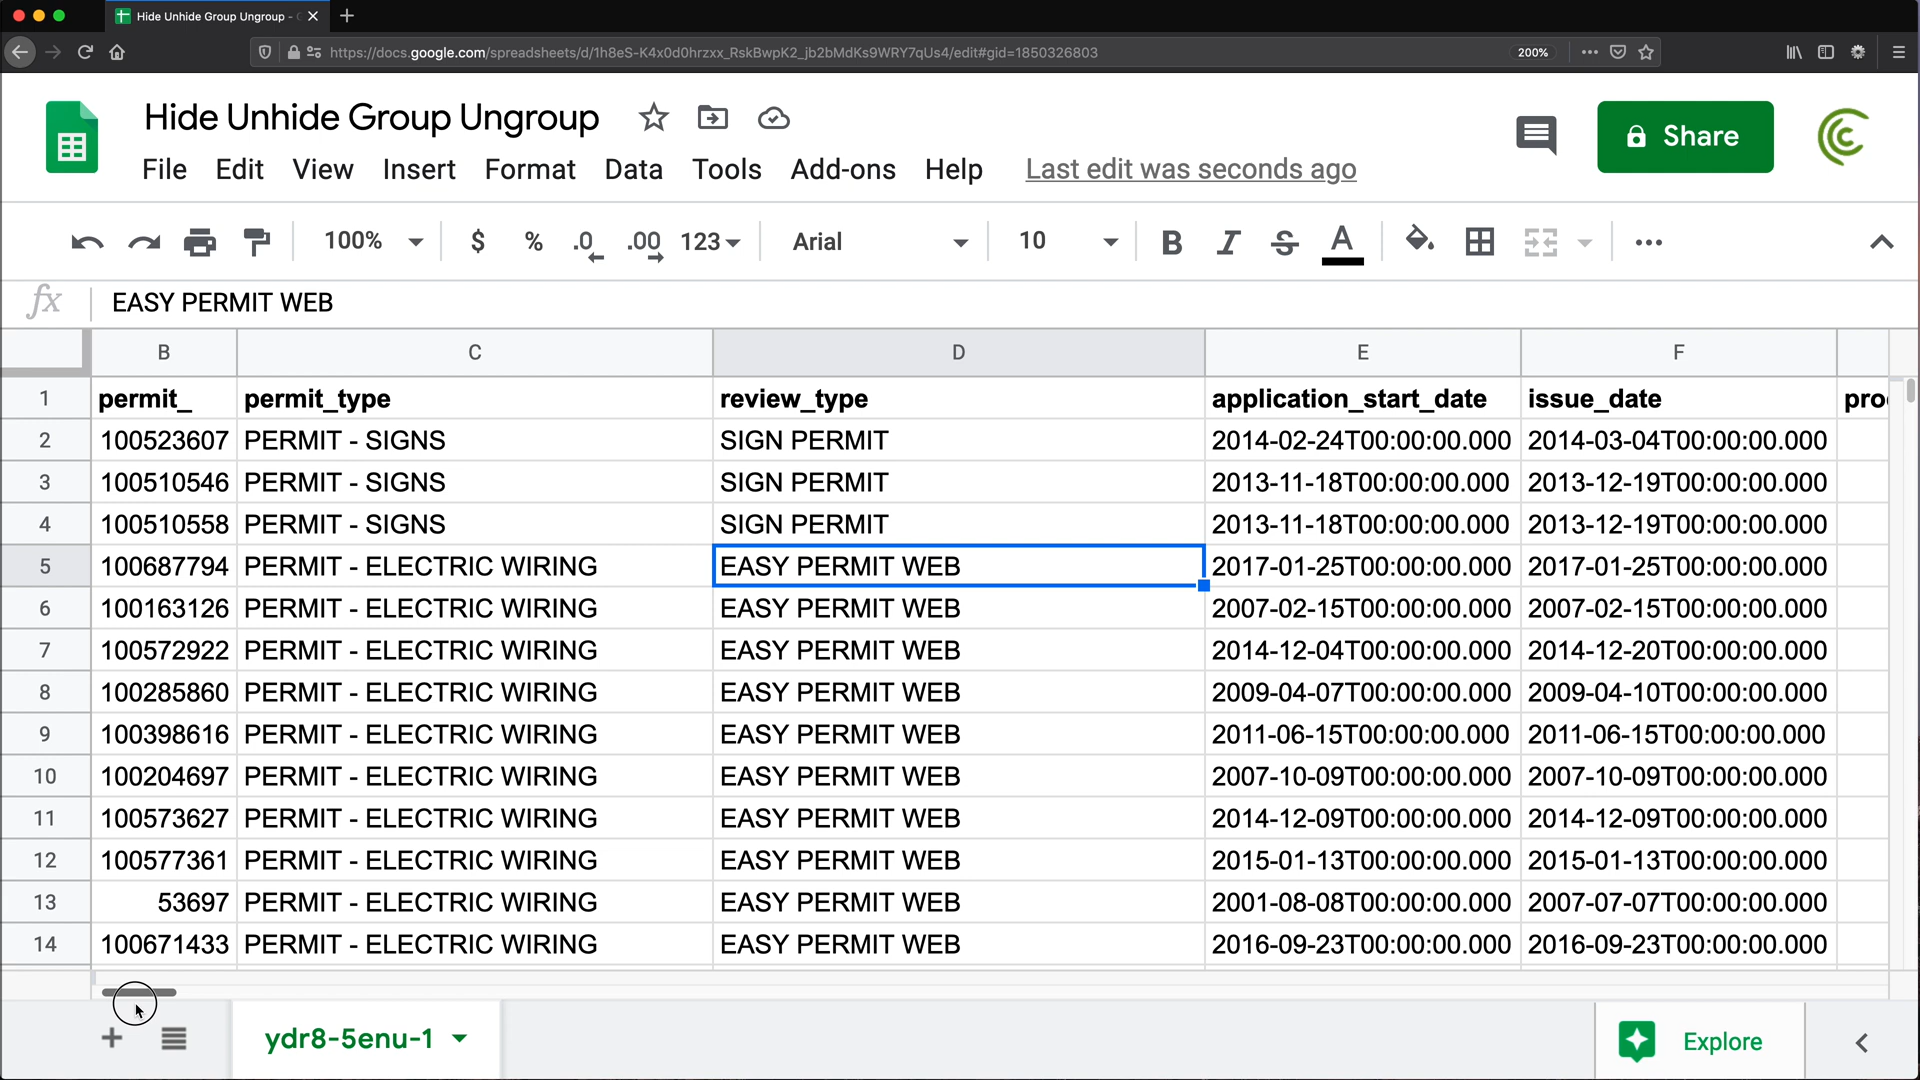 Hide Unhide Group Ungroup -
https://docs.google.com/spreadsheets/d/1h8eS-K4x0d0hrzxx_RskBwpK2_jb2bMdKs9WRY7qUs4/edit#gid=1850326803 200%
Hide Unhide Group Ungroup
File Edit View Insert Format Data Tools Add-ons Help Last edit was seconds ago
Share
100% $ % .0 .00 123 Arial 10 B I S A
fx EASY PERMIT WEB
B C D E F
1 permit_ permit_type review_type application_start_date issue_date
2 100523607 PERMIT - SIGNS SIGN PERMIT 2014-02-24T00:00:00.000 2014-03-04T00:00:00.000
3 100510546 PERMIT - SIGNS SIGN PERMIT 2013-11-18T00:00:00.000 2013-12-19T00:00:00.000
4 100510558 PERMIT - SIGNS SIGN PERMIT 2013-11-18T00:00:00.000 2013-12-19T00:00:00.000
5 100687794 PERMIT - ELECTRIC WIRING EASY PERMIT WEB 2017-01-25T00:00:00.000 2017-01-25T00:00:00.000
6 100163126 PERMIT - ELECTRIC WIRING EASY PERMIT WEB 2007-02-15T00:00:00.000 2007-02-15T00:00:00.000
7 100572922 PERMIT - ELECTRIC WIRING EASY PERMIT WEB 2014-12-04T00:00:00.000 2014-12-20T00:00:00.000
8 100285860 PERMIT - ELECTRIC WIRING EASY PERMIT WEB 2009-04-07T00:00:00.000 2009-04-10T00:00:00.000
9 100398616 PERMIT - ELECTRIC WIRING EASY PERMIT WEB 2011-06-15T00:00:00.000 2011-06-15T00:00:00.000
10 100204697 PERMIT - ELECTRIC WIRING EASY PERMIT WEB 2007-10-09T00:00:00.000 2007-10-09T00:00:00.000
11 100573627 PERMIT - ELECTRIC WIRING EASY PERMIT WEB 2014-12-09T00:00:00.000 2014-12-09T00:00:00.000
12 100577361 PERMIT - ELECTRIC WIRING EASY PERMIT WEB 2015-01-13T00:00:00.000 2015-01-13T00:00:00.000
13 53697 PERMIT - ELECTRIC WIRING EASY PERMIT WEB 2001-08-08T00:00:00.000 2007-07-07T00:00:00.000
14 100671433 PERMIT - ELECTRIC WIRING EASY PERMIT WEB 2016-09-23T00:00:00.000 2016-09-23T00:00:00.000
ydr8-5enu-1 Explore